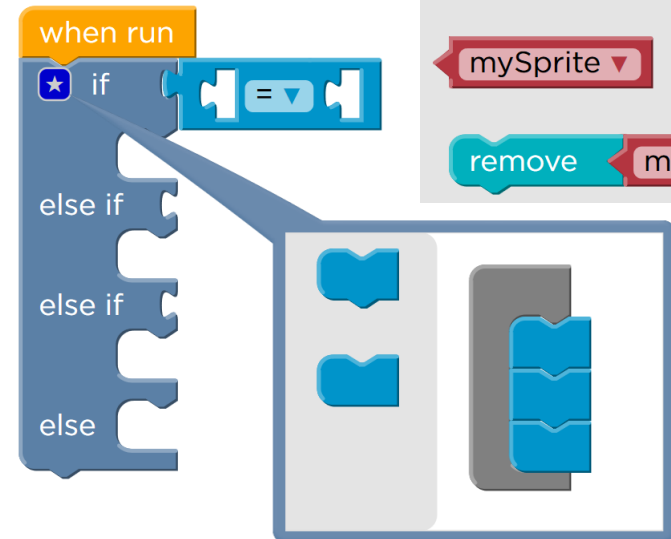 when run
if
= ▼
else if
else if
else
mySprite ▼
remove m